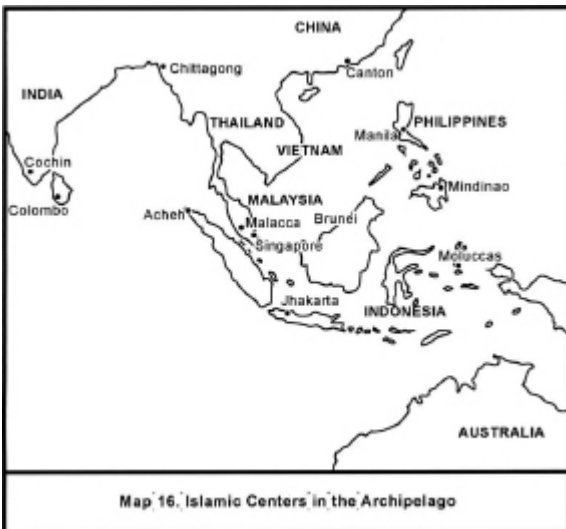 CHINA
Chittagong
Canton
INDIA
THAILAND
PHILIPPINES
Manila
VIETNAM
Cochin
Mindinao
MALAYSIA
Colombo
Acheh
Malacca
Brunei
Singapore
Moluccas
Jhakarta
INDONESIA
AUSTRALIA
Map 16. Islamic Centers in the Archipelago